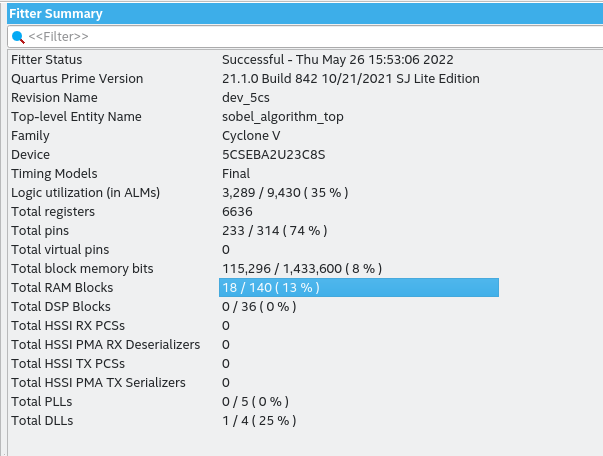 Fitter Summary
<<Filter>>
Fitter Status Successful - Thu May 26 15:53:06 2022
Quartus Prime Version 21.1.0 Build 842 10/21/2021 SJ Lite Edition
Revision Name dev_5cs
Top-level Entity Name sobel_algorithm_top
Family Cyclone V
Device 5CSEBA2U23C8S
Timing Models Final
Logic utilization (in ALMs) 3,289 / 9,430 ( 35 % )
Total registers 6636
Total pins 233 / 314 ( 74 % )
Total virtual pins 0
Total block memory bits 115,296 / 1,433,600 ( 8 % )
Total RAM Blocks 18 / 140 ( 13 % )
Total DSP Blocks 0 / 36 ( 0 % )
Total HSSI RX PCSs 0
Total HSSI PMA RX Deserializers 0
Total HSSI TX PCSs 0
Total HSSI PMA TX Serializers 0
Total PLLs 0 / 5 ( 0 % )
Total DLLs 1 / 4 ( 25 % )